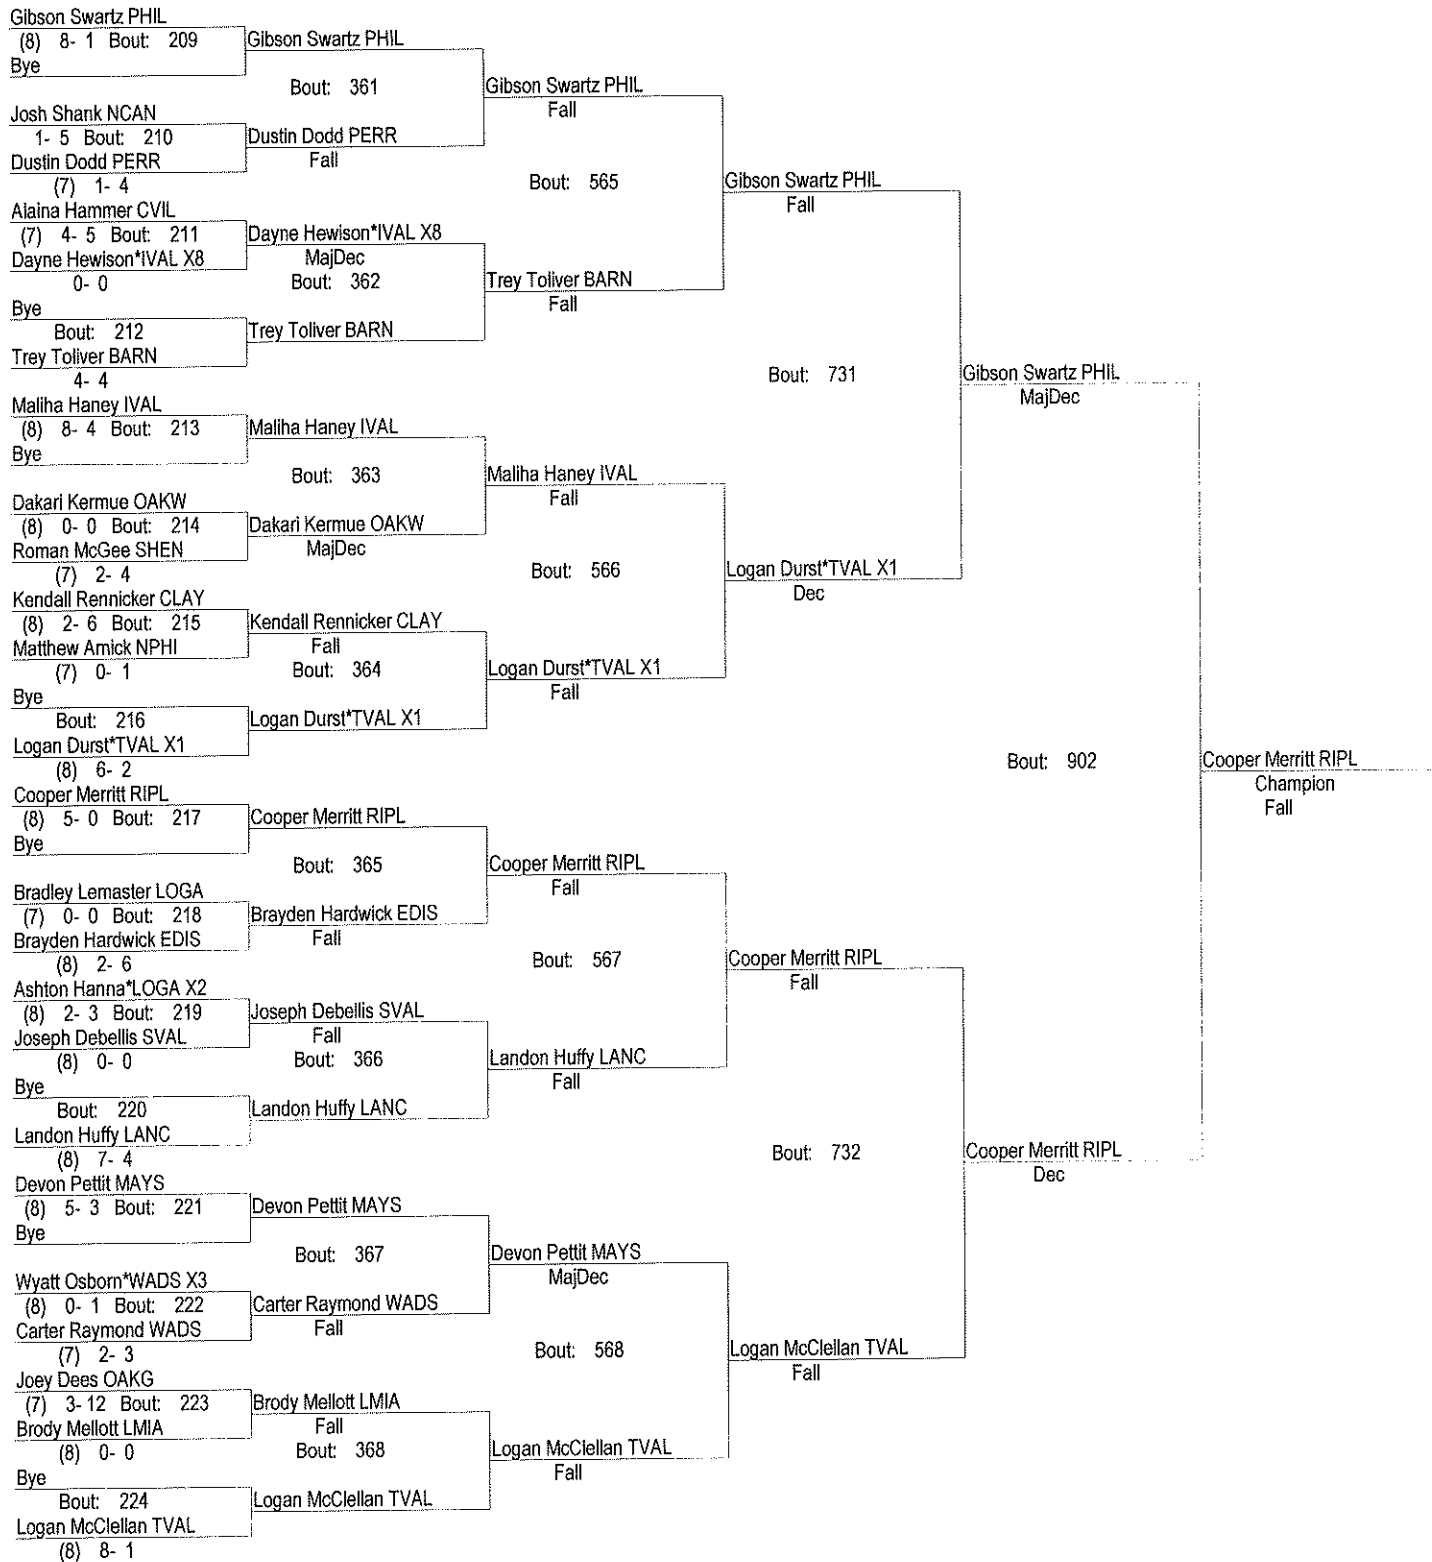 Gibson Swartz PHIL
(8) 8- 1 Bout: 209
Bye
Josh Shank NCAN
1- 5 Bout: 210
Dustin Dodd PERR
(7) 1- 4
Alaina Hammer CVIL
(7) 4- 5 Bout: 211
Dayne Hewison*IVAL X8
0- 0
Bye
Bout: 212
Trey Toliver BARN
4- 4
Maliha Haney IVAL
(8) 8- 4 Bout: 213
Bye
Dakari Kermue OAKW
(8) 0- 0 Bout: 214
Roman McGee SHEN
(7) 2- 4
Kendall Rennicker CLAY
(8) 2- 6 Bout: 215
Matthew Amick NPHI
(7) 0- 1
Bye
Bout: 216
Logan Durst*TVAL X1
(8) 6- 2
Cooper Merritt RIPL
(8) 5- 0 Bout: 217
Bye
Bradley Lemaster LOGA
(7) 0- 0 Bout: 218
Brayden Hardwick EDIS
(8) 2- 6
Ashton Hanna*LOGA X2
(8) 2- 3 Bout: 219
Joseph Debellis SVAL
(8) 0- 0
Bye
Bout: 220
Landon Huffy LANC
(8) 7- 4
Devon Pettit MAYS
(8) 5- 3 Bout: 221
Bye
Wyatt Osborn*WADS X3
(8) 0- 1 Bout: 222
Carter Raymond WADS
(7) 2- 3
Joey Dees OAKG
(7) 3-12 Bout: 223
Brody Mellott LMIA
(8) 0- 0
Bye
Bout: 224
Logan McClellan TVAL
(8) 8- 1
Gibson Swartz PHIL
Bout: 361
Dustin Dodd PERR
Fall
Dayne Hewison*IVAL X8
MajDec
Bout: 362
Trey Toliver BARN
Maliha Haney IVAL
Bout: 363
Dakari Kermue OAKW
MajDec
Kendall Rennicker CLAY
Fall
Bout: 364
Logan Durst*TVAL X1
Cooper Merritt RIPL
Bout: 365
Brayden Hardwick EDIS
Fall
Joseph Debellis SVAL
Fall
Bout: 366
Landon Huffy LANC
Devon Pettit MAYS
Bout: 367
Carter Raymond WADS
Fall
Brody Mellott LMIA
Fall
Bout: 368
Logan McClellan TVAL
Gibson Swartz PHIL
Fall
Bout: 565
Trey Toliver BARN
Fall
Maliha Haney IVAL
Fall
Bout: 566
Logan Durst*TVAL X1
Fall
Cooper Merritt RIPL
Fall
Bout: 567
Landon Huffy LANC
Fall
Devon Pettit MAYS
MajDec
Bout: 568
Logan McClellan TVAL
Fall
Gibson Swartz PHIL
Fall
Bout: 731
Logan Durst*TVAL X1
Dec
Cooper Merritt RIPL
Fall
Bout: 732
Logan McClellan TVAL
Fall
Gibson Swartz PHIL
MajDec
Bout: 902
Cooper Merritt RIPL
Dec
Cooper Merritt RIPL
Champion
Fall